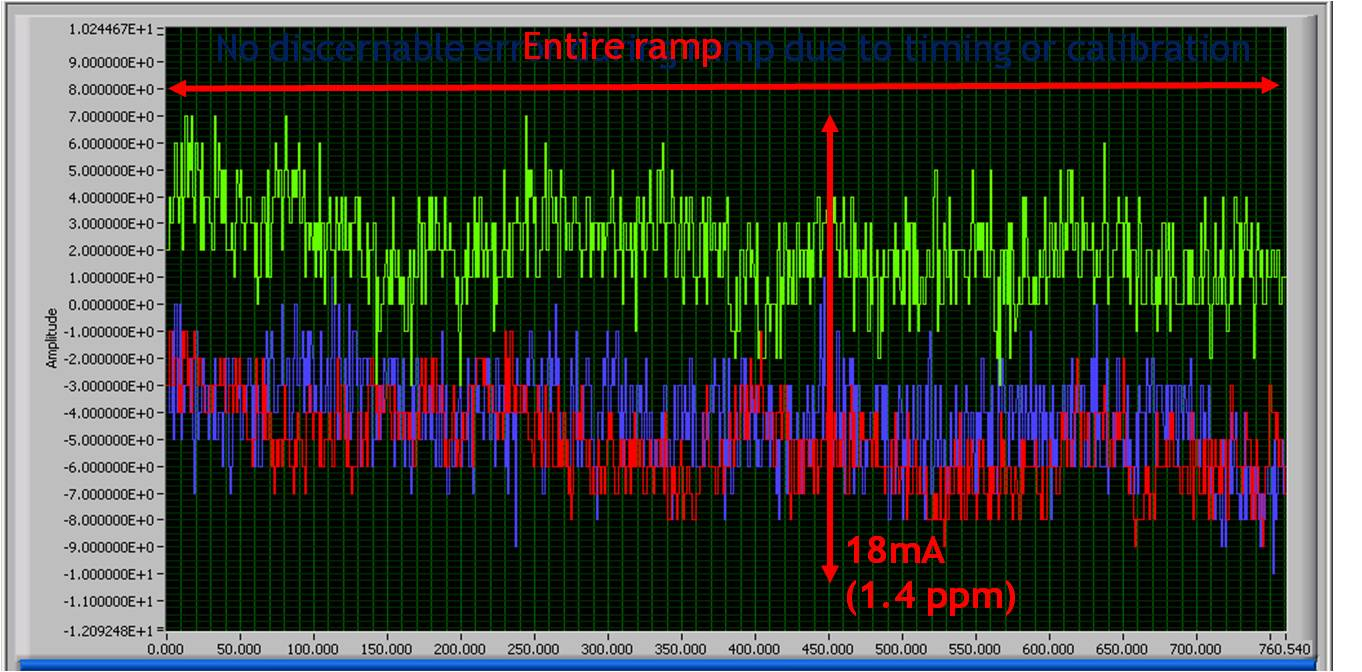 1.024467E+1
No discernable due to timing or calibration
Entire ramp
9.000000E+0
8.000000E+0
7.000000E+0
6.000000E+0
5.000000E+0
4.000000E+0
3.000000E+0
2.000000E+0
1.000000E+0
0.000000E+0
-1.000000E+0
-2.000000E+0
-3.000000E+0
-4.000000E+0
-5.000000E+0
-6.000000E+0
-7.000000E+0
-8.000000E+0
-9.000000E+0
-1.000000E+1
-1.100000E+1
-1.209248E+1
Amplitude
18mA
(1.4 ppm)
0.000 50.000 100.000 150.000 200.000 250.000 300.000 350.000 400.000 450.000 500.000 550.000 600.000 650.000 700.000 760.540